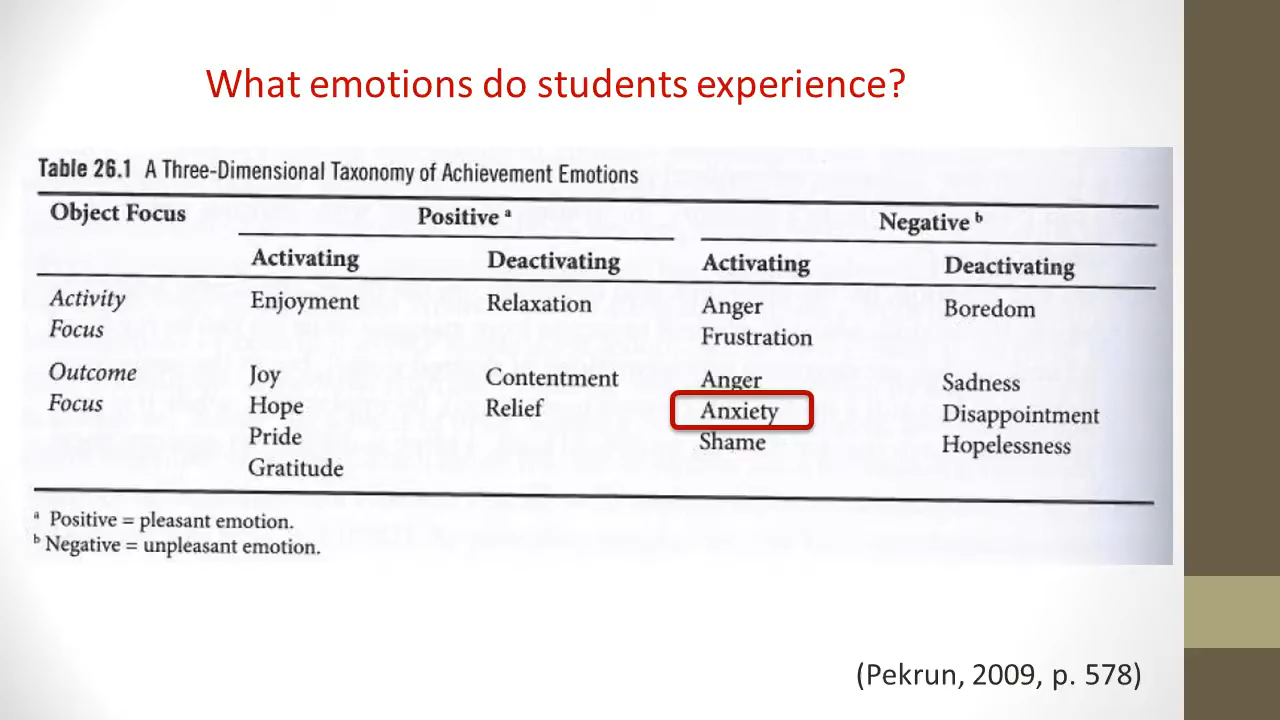 What emotions do students experience?
Table 26.1 A Three-Dimensional Taxonomy of Achievement Emotions
Object Focus Positive a Negative b
Activating Deactivating Activating Deactivating
Activity Enjoyment Relaxation Anger Boredom
Focus Frustration
Outcome Joy Contentment Anger Sadness
Focus Hope Relief Anxiety Disappointment
Pride Shame Hopelessness
Gratitude
a Positive = pleasant emotion.
b Negative = unpleasant emotion.
(Pekrun, 2009, p. 578)